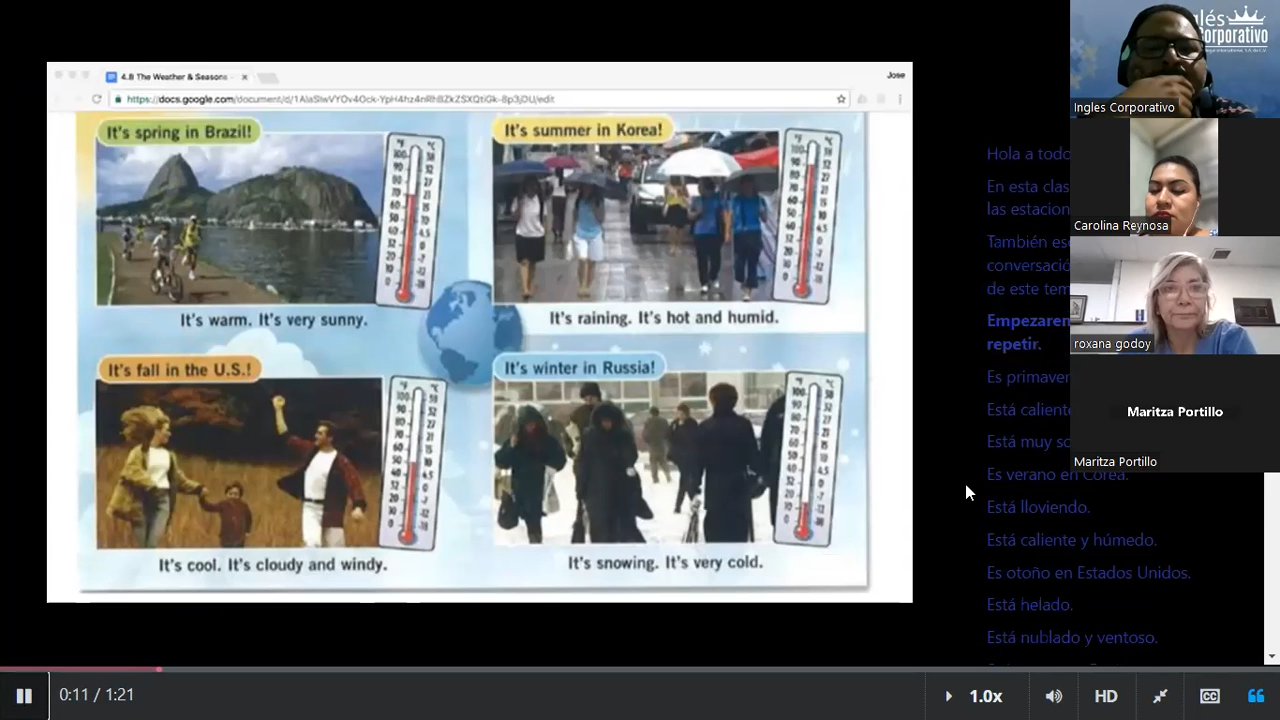 4.8 The Weather & Seasons
Jose
It's spring in Brazil!
It's summer in Korea!
It's warm. It's very sunny.
It's raining. It's hot and humid.
It's fall in the U.S.!
It's winter in Russia!
It's cool. It's cloudy and windy.
It's snowing. It's very cold.
Ingles Corporativo
Carolina Reynosa
roxana godoy
Maritza Portillo
Maritza Portillo
Hola a todo
En esta clas
las estacion
También es
conversació
de este tem
Empezaren
repetir.
Es primave
Está caliente
Está muy so
Es verano en Corea.
Está lloviendo.
Está caliente y húmedo.
Es otoño en Estados Unidos.
Está helado.
Está nublado y ventoso.
0:11 / 1:21
1.0x
HD
CC